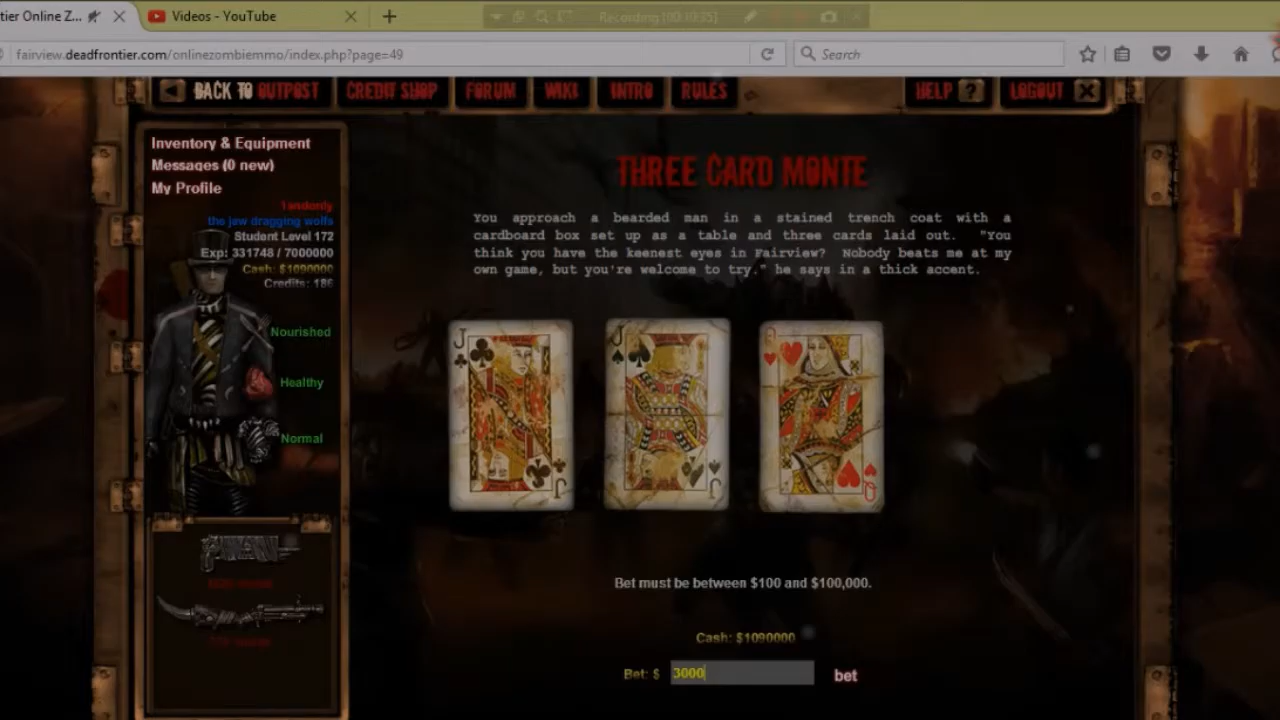 tier Online Z...
Videos - YouTube
Recording [00:10:35]
fairview.deadfrontier.com/onlinezombiemmo/index.php?page=49
Search
BACK TO OUTPOST
CREDIT SHOP
FORUM
WIKI
INTRO
RULES
HELP ?
LOGOUT X
Inventory & Equipment
Messages (0 new)
My Profile
the jaw dragging wolfs
Student Level 172
Exp: 331748 / 7000000
Cash: $1090000
Credits: 186
Nourished
Healthy
Normal
THREE CARD MONTE
You approach a bearded man in a stained trench coat with a
cardboard box set up as a table and three cards laid out. "You
think you have the keenest eyes in Fairview? Nobody beats me at my
own game, but you're welcome to try." he says in a thick accent.
J
J
J
J
Q
Q
Bet must be between $100 and $100,000.
Cash: $1090000
Bet: $ 3000 bet